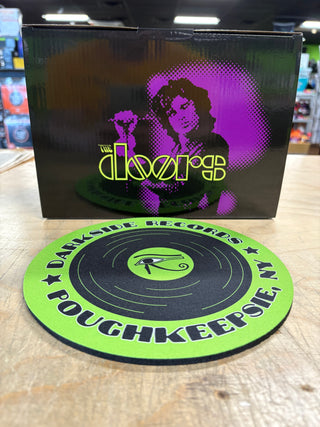 THE
doors
DARKSIDE RECORDS
POUGHKEEPSIE, NY